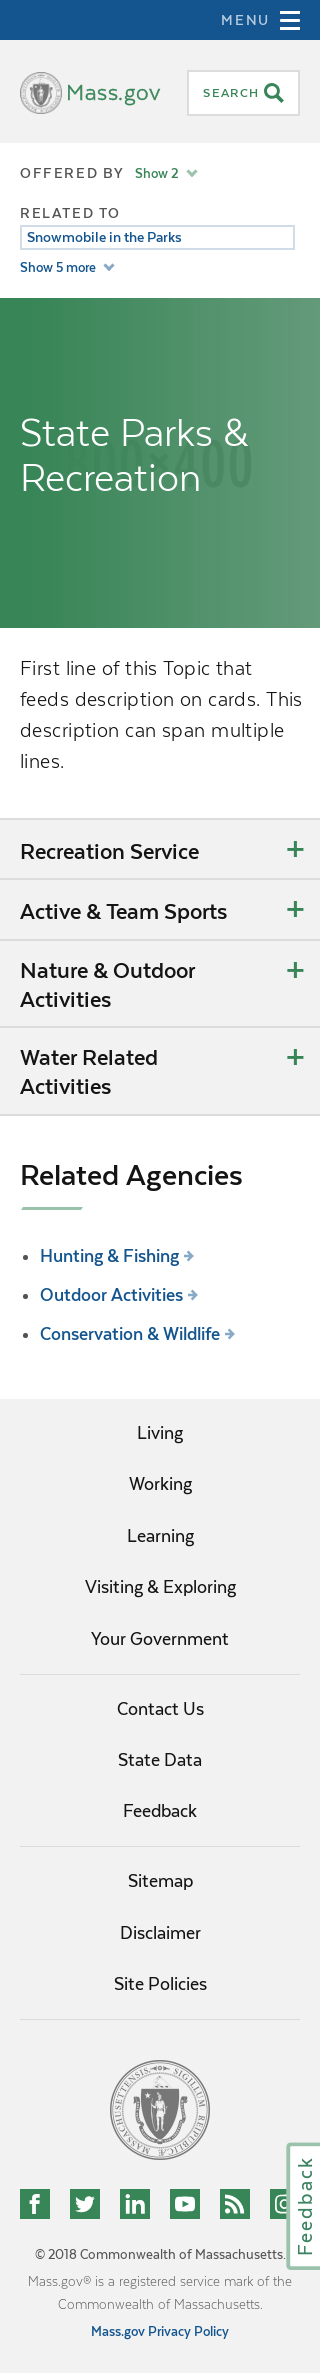 MENU
Mass.gov
SEARCH
OFFERED BY Show 2
RELATED TO
Snowmobile in the Parks
Show 5 more
State Parks &
Recreation
First line of this Topic that
feeds description on cards. This
description can span multiple
lines.
Recreation Service
Active & Team Sports
Nature & Outdoor
Activities
Water Related
Activities
Related Agencies
Hunting & Fishing
Outdoor Activities
Conservation & Wildlife
Living
Working
Learning
Visiting & Exploring
Your Government
Contact Us
State Data
Feedback
Sitemap
Disclaimer
Site Policies
Feedback
© 2018 Commonwealth of Massachusetts.
Mass.gov® is a registered service mark of the
Commonwealth of Massachusetts.
Mass.gov Privacy Policy